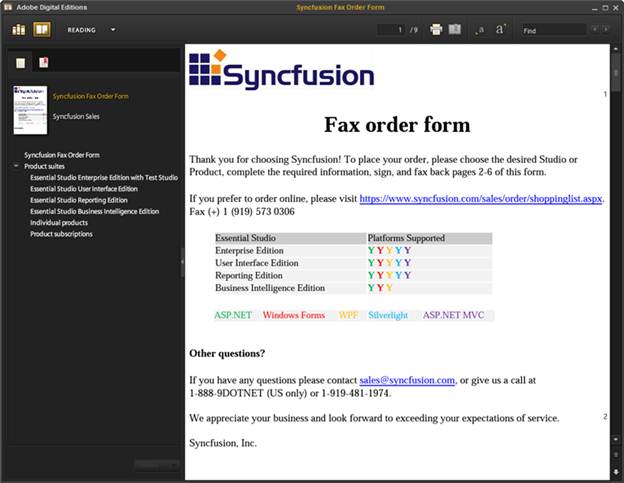 Adobe Digital Editions
Syncfusion Fax Order Form
READING
1 / 9
a
a
Find
Syncfusion Fax Order Form
Syncfusion Sales
Syncfusion Fax Order Form
Product suites
Essential Studio Enterprise Edition with Test Studio
Essential Studio User Interface Edition
Essential Studio Reporting Edition
Essential Studio Business Intelligence Edition
Individual products
Product subscriptions
Syncfusion
1
Fax order form
Thank you for choosing Syncfusion! To place your order, please choose the desired Studio or
Product, complete the required information, sign, and fax back pages 2-6 of this form.
If you prefer to order online, please visit https://www.syncfusion.com/sales/order/shoppinglist.aspx.
Fax (+) 1 (919) 573 0306
Essential Studio Platforms Supported
Enterprise Edition Y Y Y Y Y
User Interface Edition Y Y Y Y Y
Reporting Edition Y Y Y Y Y
Business Intelligence Edition Y Y Y
ASP.NET Windows Forms WPF Silverlight ASP.NET MVC
Other questions?
If you have any questions please contact sales@syncfusion.com, or give us a call at
1-888-9DOTNET (US only) or 1-919-481-1974.
We appreciate your business and look forward to exceeding your expectations of service.
2
Syncfusion, Inc.